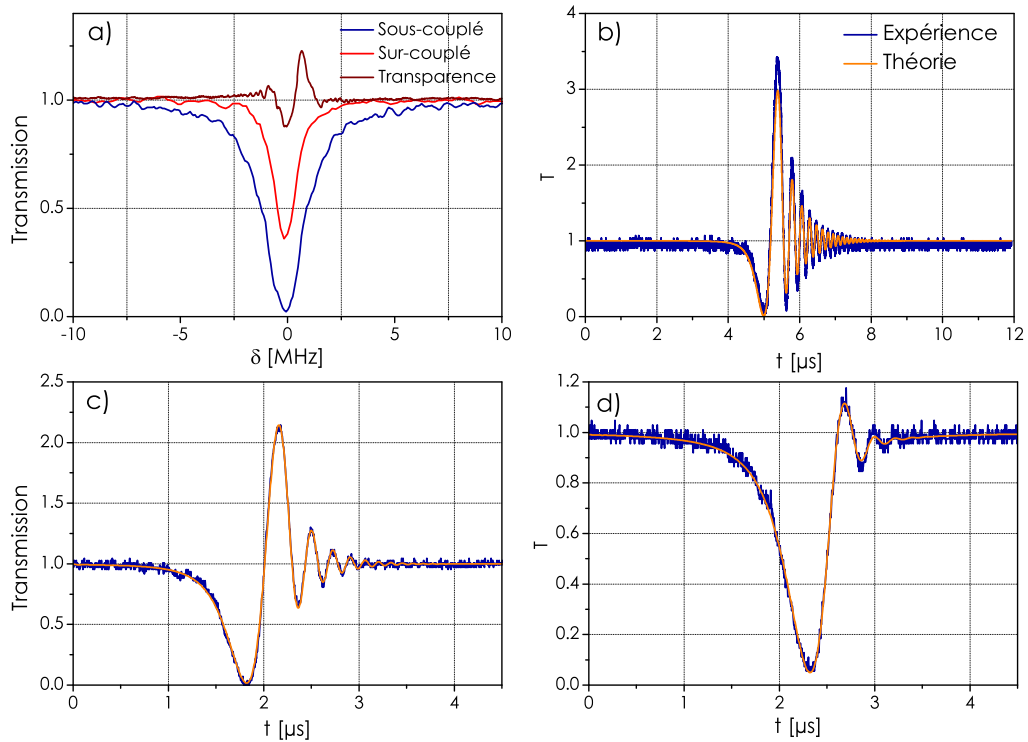 a)
Sous-couplé
Sur-couplé
Transparence
Transmission
1.0
0.5
0.0
-10
-5
0
5
10
δ [MHz]
b)
Expérience
Théorie
T
4
3
2
1
0
0
2
4
6
8
10
12
t [µs]
c)
Transmission
2.5
2.0
1.5
1.0
0.5
0.0
0
1
2
3
4
t [µs]
d)
T
1.2
1.0
0.8
0.6
0.4
0.2
0.0
0
1
2
3
4
t [µs]